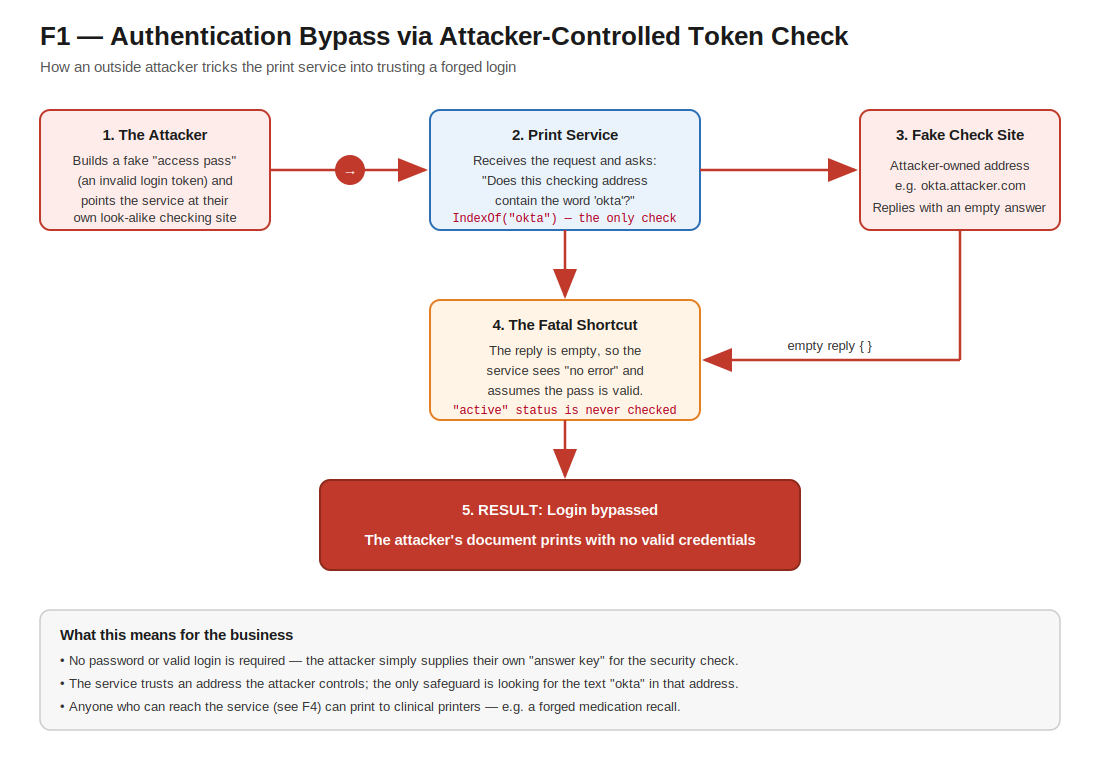 F1 — Authentication Bypass via Attacker-Controlled Token Check
How an outside attacker tricks the print service into trusting a forged login
1. The Attacker
Builds a fake "access pass"
(an invalid login token) and
points the service at their
own look-alike checking site
→
2. Print Service
Receives the request and asks:
"Does this checking address
contain the word 'okta'?"
IndexOf("okta") — the only check
3. Fake Check Site
Attacker-owned address
e.g. okta.attacker.com
Replies with an empty answer
4. The Fatal Shortcut
The reply is empty, so the
service sees "no error" and
assumes the pass is valid.
"active" status is never checked
empty reply { }
5. RESULT: Login bypassed
The attacker's document prints with no valid credentials
What this means for the business
• No password or valid login is required — the attacker simply supplies their own "answer key" for the security check.
• The service trusts an address the attacker controls; the only safeguard is looking for the text "okta" in that address.
• Anyone who can reach the service (see F4) can print to clinical printers — e.g. a forged medication recall.